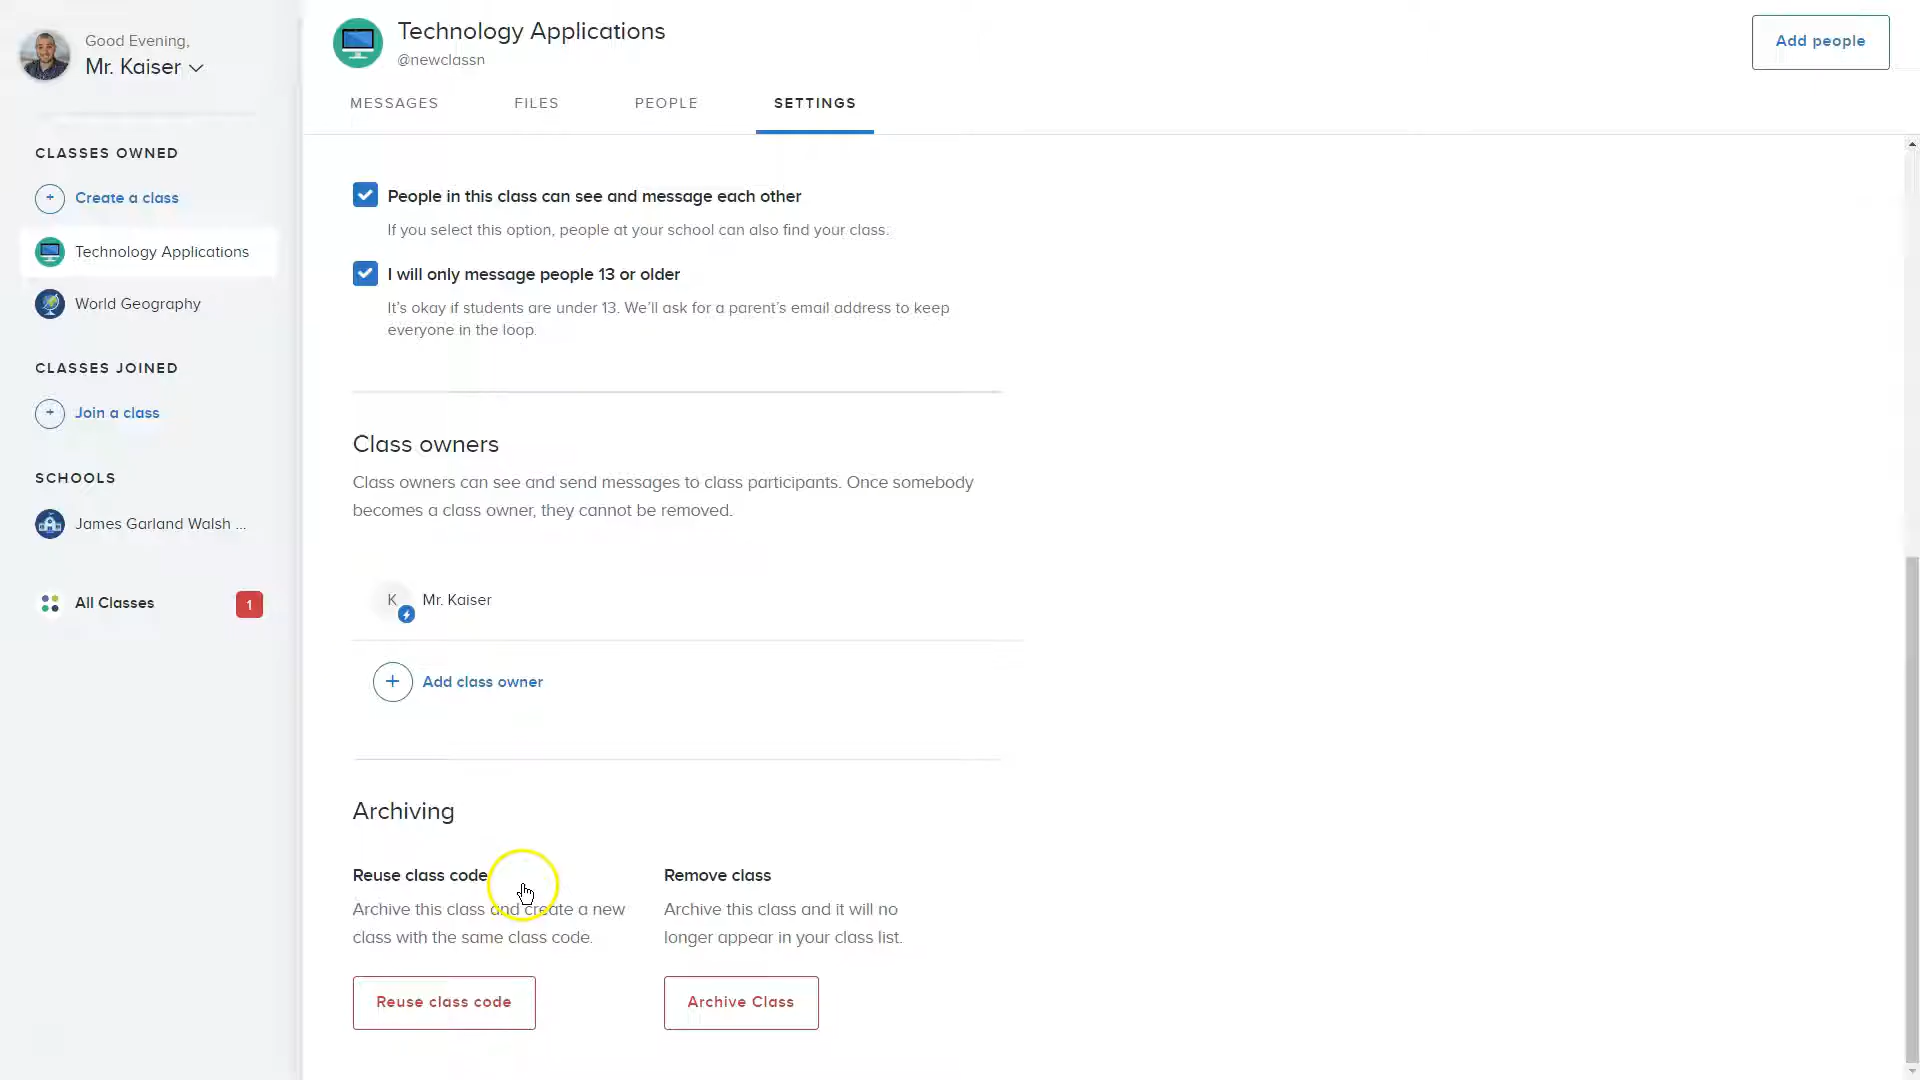 Good Evening,
Mr. Kaiser
CLASSES OWNED
+ Create a class
Technology Applications
World Geography
CLASSES JOINED
+ Join a class
SCHOOLS
James Garland Walsh ...
All Classes 1
Technology Applications
@newclassn
Add people
MESSAGES FILES PEOPLE SETTINGS
People in this class can see and message each other
If you select this option, people at your school can also find your class.
I will only message people 13 or older
It's okay if students are under 13. We'll ask for a parent's email address to keep
everyone in the loop.
Class owners
Class owners can see and send messages to class participants. Once somebody
becomes a class owner, they cannot be removed.
K Mr. Kaiser
+ Add class owner
Archiving
Reuse class code
Archive this class and create a new
class with the same class code.
Reuse class code
Remove class
Archive this class and it will no
longer appear in your class list.
Archive Class